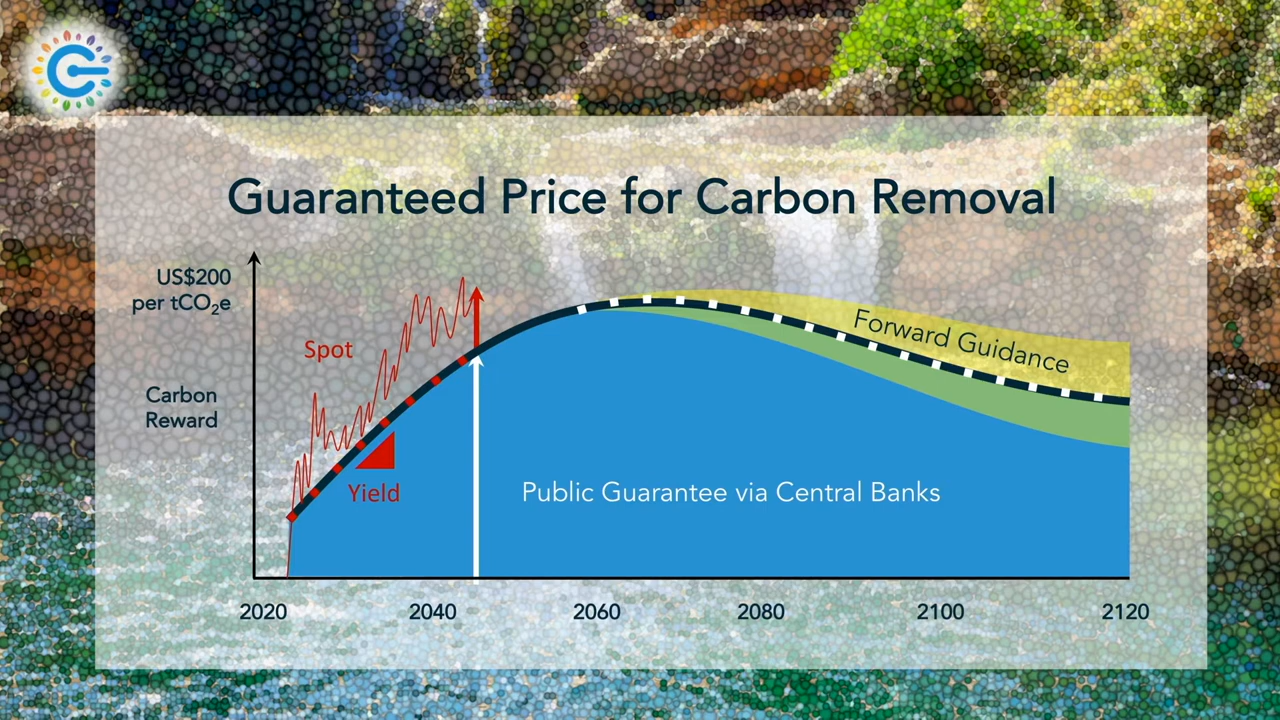 Guaranteed Price for Carbon Removal
US$200
per tCO₂e
Spot
Forward Guidance
Carbon
Reward
Yield
Public Guarantee via Central Banks
2020 2040 2060 2080 2100 2120